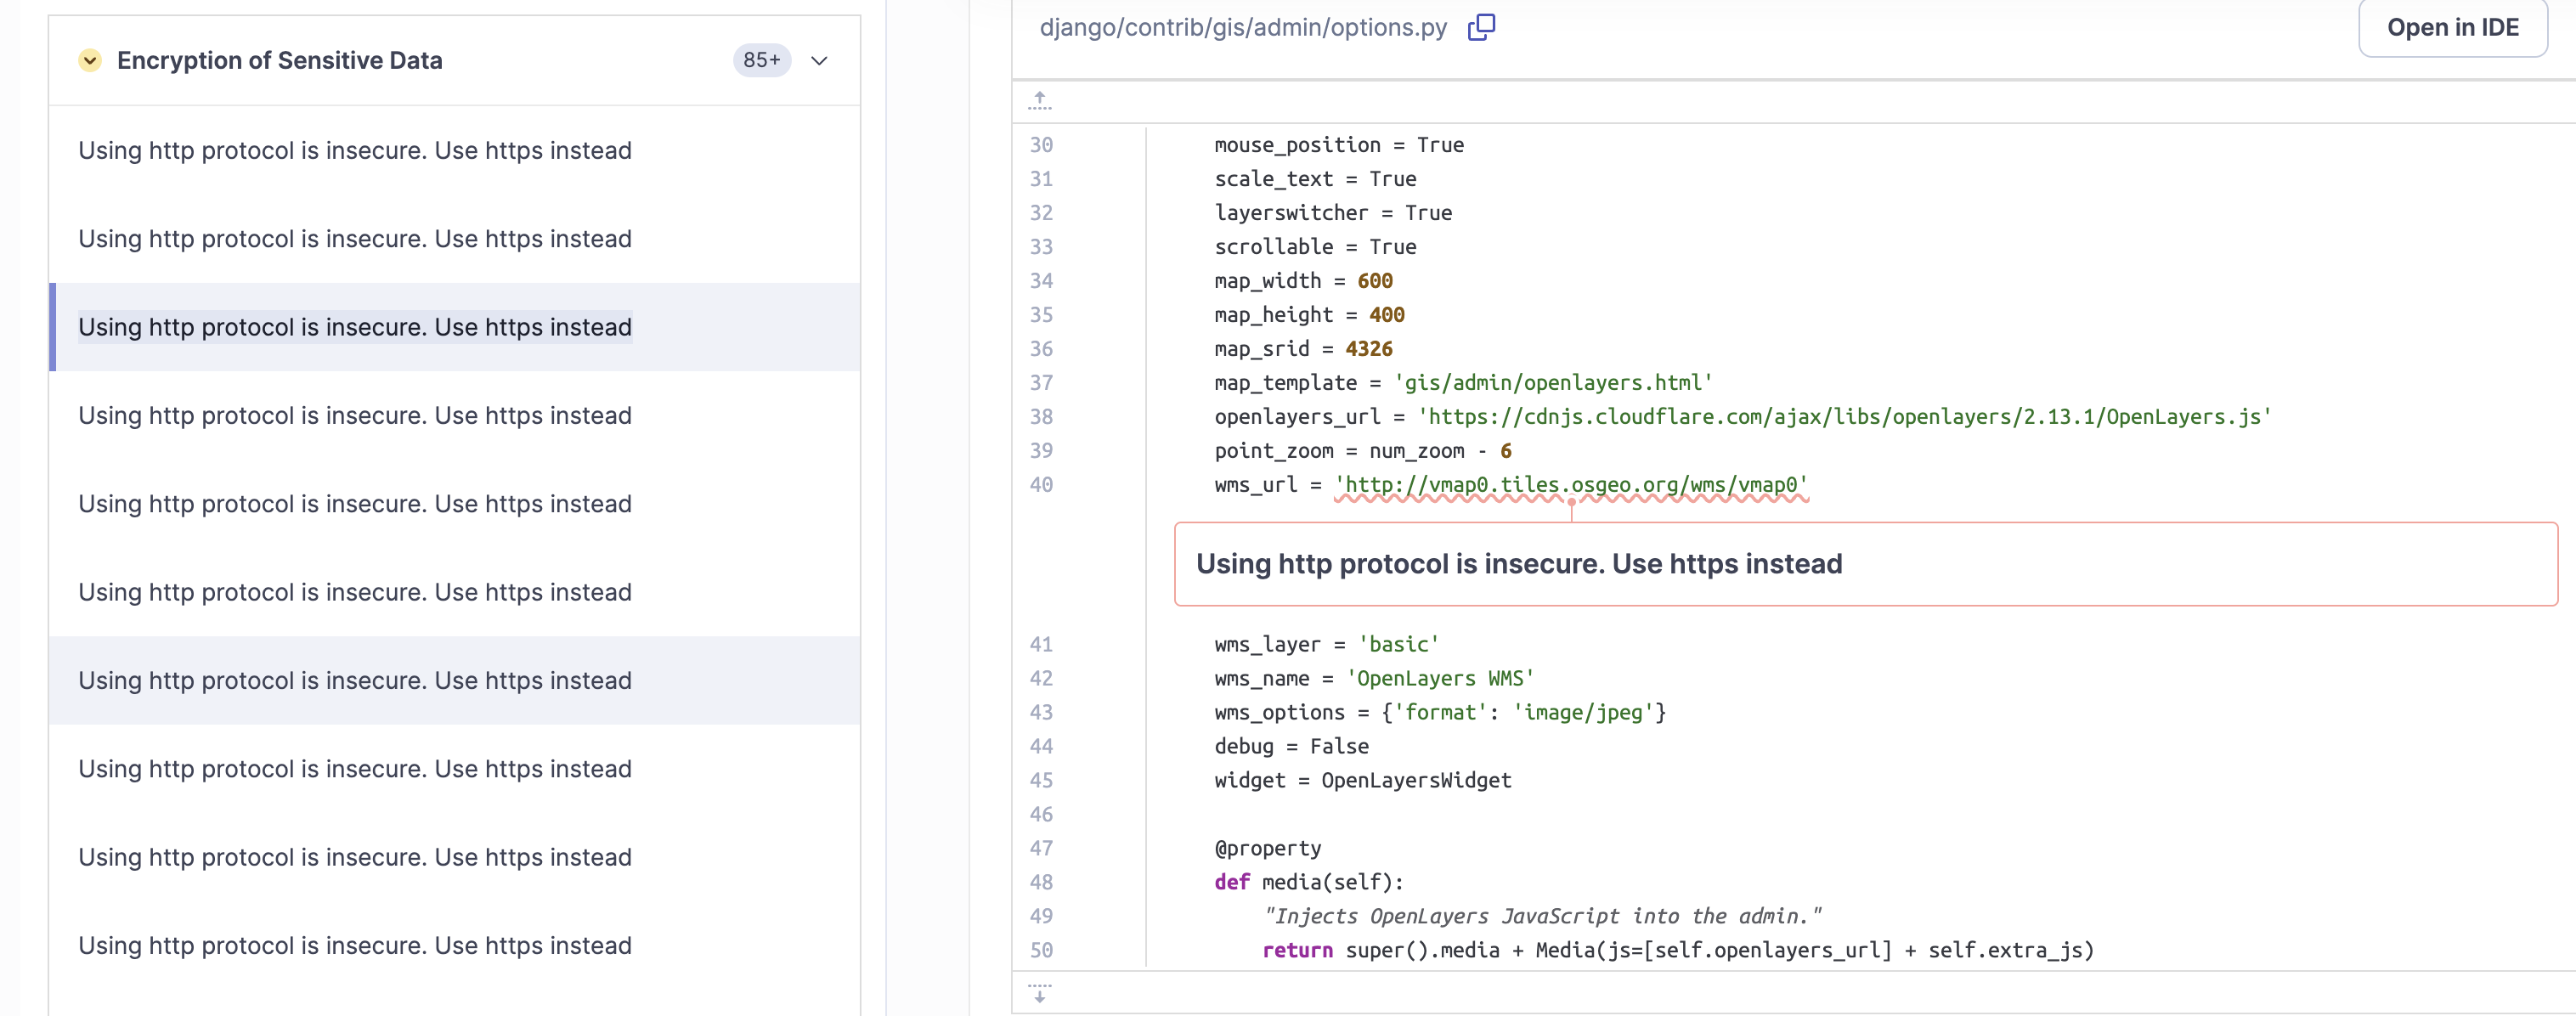 Encryption of Sensitive Data
85+
Using http protocol is insecure. Use https instead
Using http protocol is insecure. Use https instead
Using http protocol is insecure. Use https instead
Using http protocol is insecure. Use https instead
Using http protocol is insecure. Use https instead
Using http protocol is insecure. Use https instead
Using http protocol is insecure. Use https instead
Using http protocol is insecure. Use https instead
Using http protocol is insecure. Use https instead
Using http protocol is insecure. Use https instead
django/contrib/gis/admin/options.py
Open in IDE
30 mouse_position = True
31 scale_text = True
32 layerswitcher = True
33 scrollable = True
34 map_width = 600
35 map_height = 400
36 map_srid = 4326
37 map_template = 'gis/admin/openlayers.html'
38 openlayers_url = 'https://cdnjs.cloudflare.com/ajax/libs/openlayers/2.13.1/OpenLayers.js'
39 point_zoom = num_zoom - 6
40 wms_url = 'http://vmap0.tiles.osgeo.org/wms/vmap0'
Using http protocol is insecure. Use https instead
41 wms_layer = 'basic'
42 wms_name = 'OpenLayers WMS'
43 wms_options = {'format': 'image/jpeg'}
44 debug = False
45 widget = OpenLayersWidget
46
47 @property
48 def media(self):
49 "Injects OpenLayers JavaScript into the admin."
50 return super().media + Media(js=[self.openlayers_url] + self.extra_js)